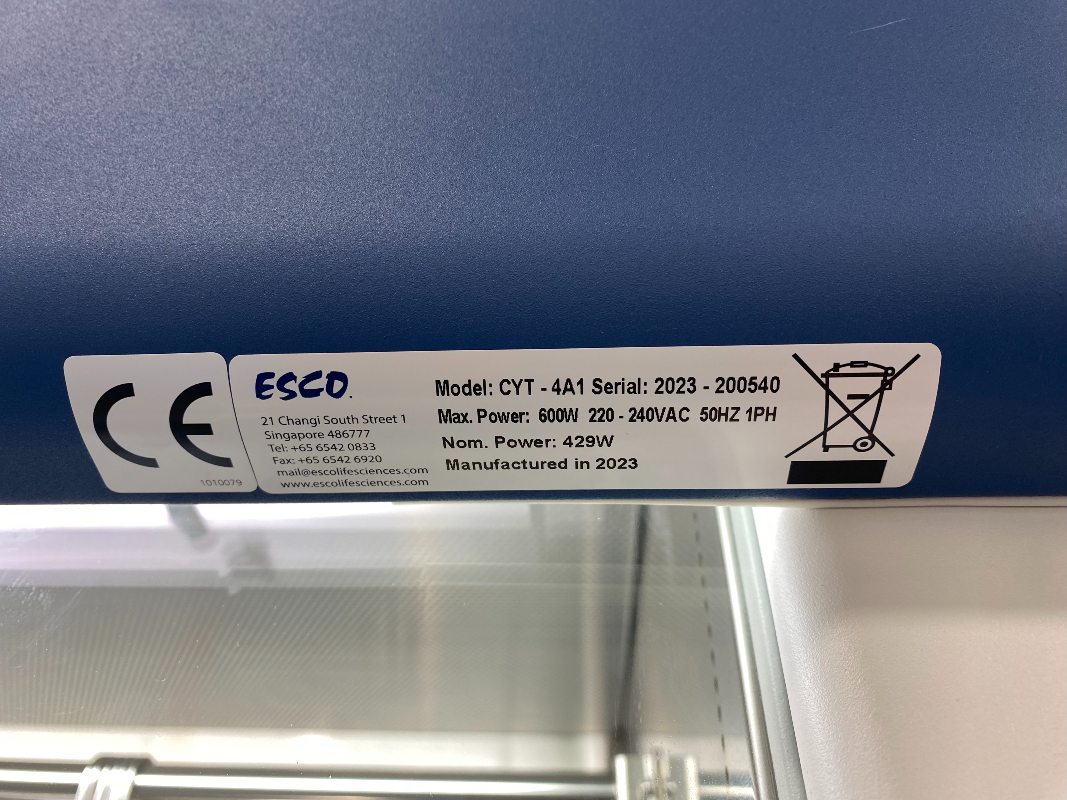 CE
1010079
ESCO.
21 Changi South Street 1
Singapore 486777
Tel: +65 6542 0833
Fax: +65 6542 6920
mail@escolifesciences.com
www.escolifesciences.com
Model: CYT - 4A1 Serial: 2023 - 200540
Max. Power: 600W 220 - 240VAC 50HZ 1PH
Nom. Power: 429W
Manufactured in 2023